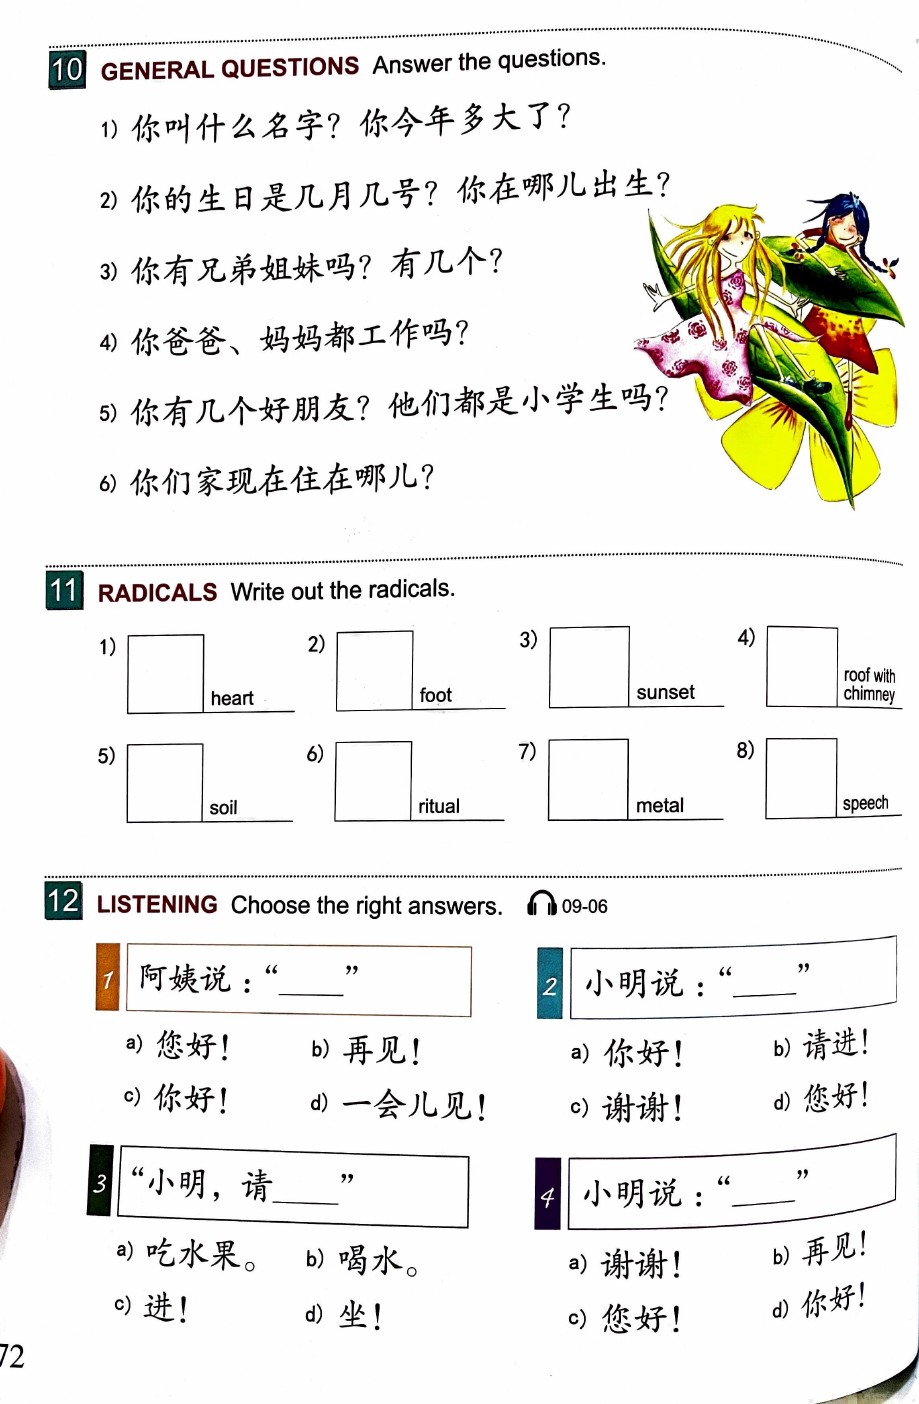 10 GENERAL QUESTIONS Answer the questions.
1) 你叫什么名字？你今年多大了？
2) 你的生日是几月几号？你在哪儿出生？
3) 你有兄弟姐妹吗？有几个？
4) 你爸爸、妈妈都工作吗？
5) 你有几个好朋友？他们都是小学生吗？
6) 你们家现在住在哪儿？
11 RADICALS Write out the radicals.
1) heart 2) foot 3) sunset 4) roof with chimney
5) soil 6) ritual 7) metal 8) speech
12 LISTENING Choose the right answers. 09-06
1 阿姨说：“____”
a) 您好！ b) 再见！
c) 你好！ d) 一会儿见！
2 小明说：“____”
a) 你好！ b) 请进！
c) 谢谢！ d) 您好！
3 “小明，请____”
a) 吃水果。 b) 喝水。
c) 进！ d) 坐！
4 小明说：“____”
a) 谢谢！ b) 再见！
c) 您好！ d) 你好！
72